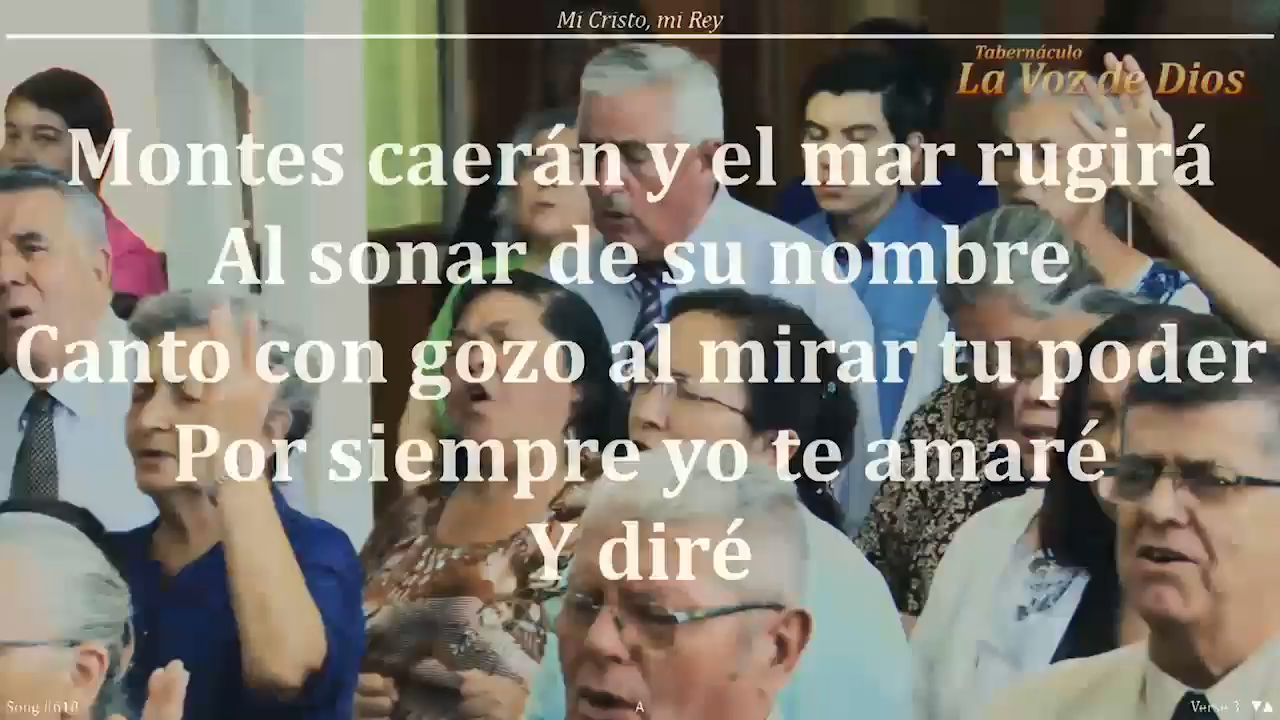 Mi Cristo, mi Rey
Tabernáculo
La Voz de Dios
Montes caerán y el mar rugirá
Al sonar de su nombre
Canto con gozo al mirar tu poder
Por siempre yo te amaré
Y diré
Song #610
A
Verse 3 ▼▲